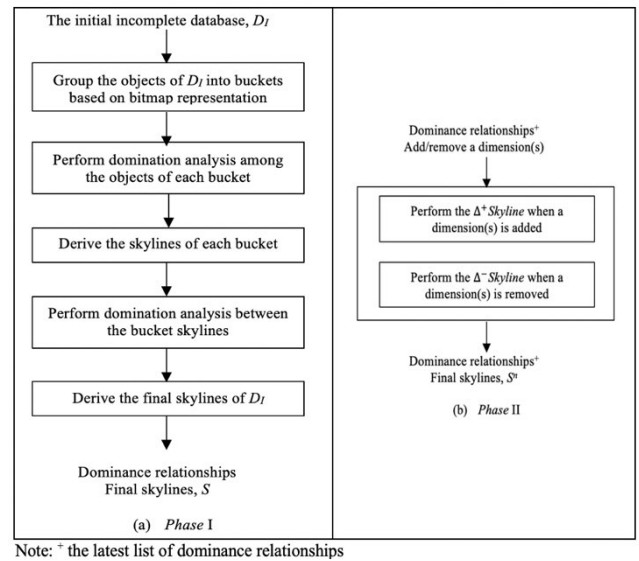 The initial incomplete database, D_I
Group the objects of D_I into buckets
based on bitmap representation
Perform domination analysis among
the objects of each bucket
Derive the skylines of each bucket
Perform domination analysis between
the bucket skylines
Derive the final skylines of D_I
Dominance relationships
Final skylines, S
(a) Phase I
Dominance relationships⁺
Add/remove a dimension(s)
Perform the Δ⁺Skyline when a
dimension(s) is added
Perform the Δ⁻Skyline when a
dimension(s) is removed
Dominance relationships⁺
Final skylines, Sⁿ
(b) Phase II
Note: ⁺ the latest list of dominance relationships